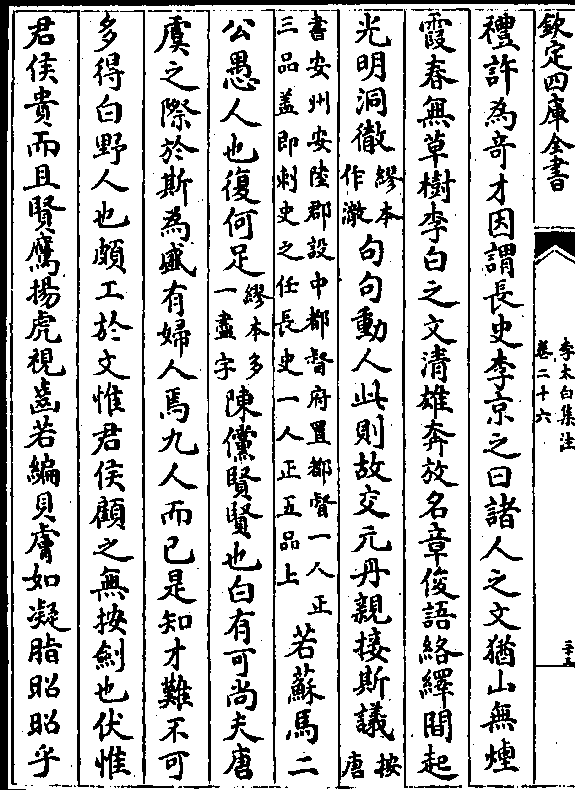 欽定四庫全書
李太白集注
卷二十六
二十五
禮許為竒才因謂長史李京之曰諸人之文猶山無煙
霞春無草樹李白之文清雄奔放名章俊語絡繹間起
光明洞徹繆本作澈句句動人此則故交元丹親接斯議按唐
書安州安陸郡設中都督府置都督一人正
三品盖即刺史之任長史一人正五品上若蘇馬二
公愚人也復何足繆本多一盡字陳儻賢賢也白有可尚夫唐
虞之際於斯為盛有婦人焉九人而已是知才難不可
多得白野人也頗工於文惟君侯顧之無按劍也伏惟
君侯貴而且賢鷹揚虎視齒若編貝膚如凝脂昭昭乎